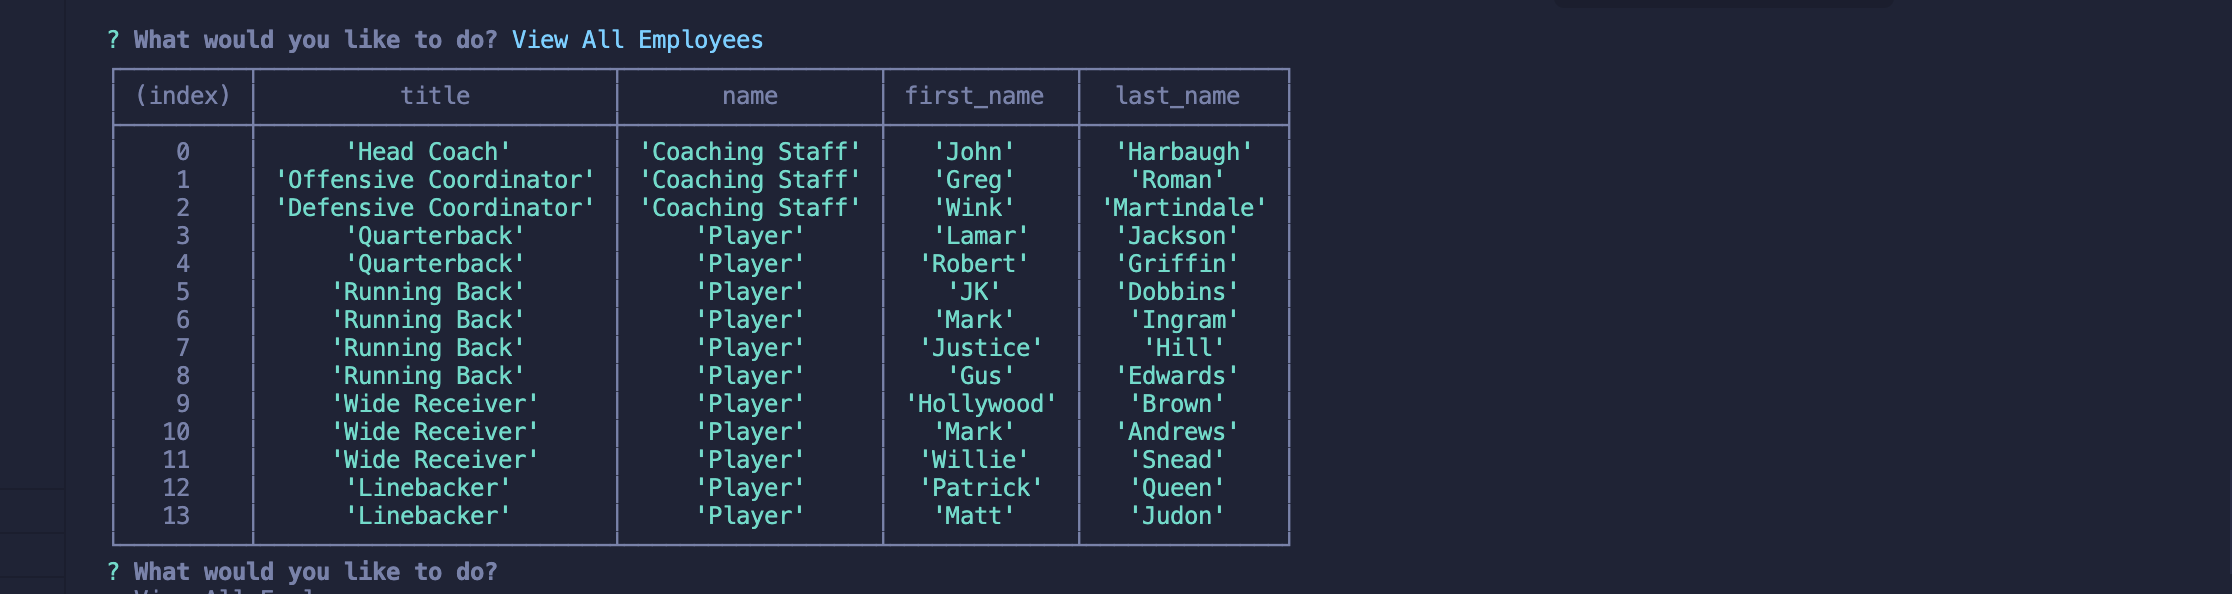 ? What would you like to do? View All Employees
(index) title name first_name last_name
0 'Head Coach' 'Coaching Staff' 'John' 'Harbaugh'
1 'Offensive Coordinator' 'Coaching Staff' 'Greg' 'Roman'
2 'Defensive Coordinator' 'Coaching Staff' 'Wink' 'Martindale'
3 'Quarterback' 'Player' 'Lamar' 'Jackson'
4 'Quarterback' 'Player' 'Robert' 'Griffin'
5 'Running Back' 'Player' 'JK' 'Dobbins'
6 'Running Back' 'Player' 'Mark' 'Ingram'
7 'Running Back' 'Player' 'Justice' 'Hill'
8 'Running Back' 'Player' 'Gus' 'Edwards'
9 'Wide Receiver' 'Player' 'Hollywood' 'Brown'
10 'Wide Receiver' 'Player' 'Mark' 'Andrews'
11 'Wide Receiver' 'Player' 'Willie' 'Snead'
12 'Linebacker' 'Player' 'Patrick' 'Queen'
13 'Linebacker' 'Player' 'Matt' 'Judon'
? What would you like to do?